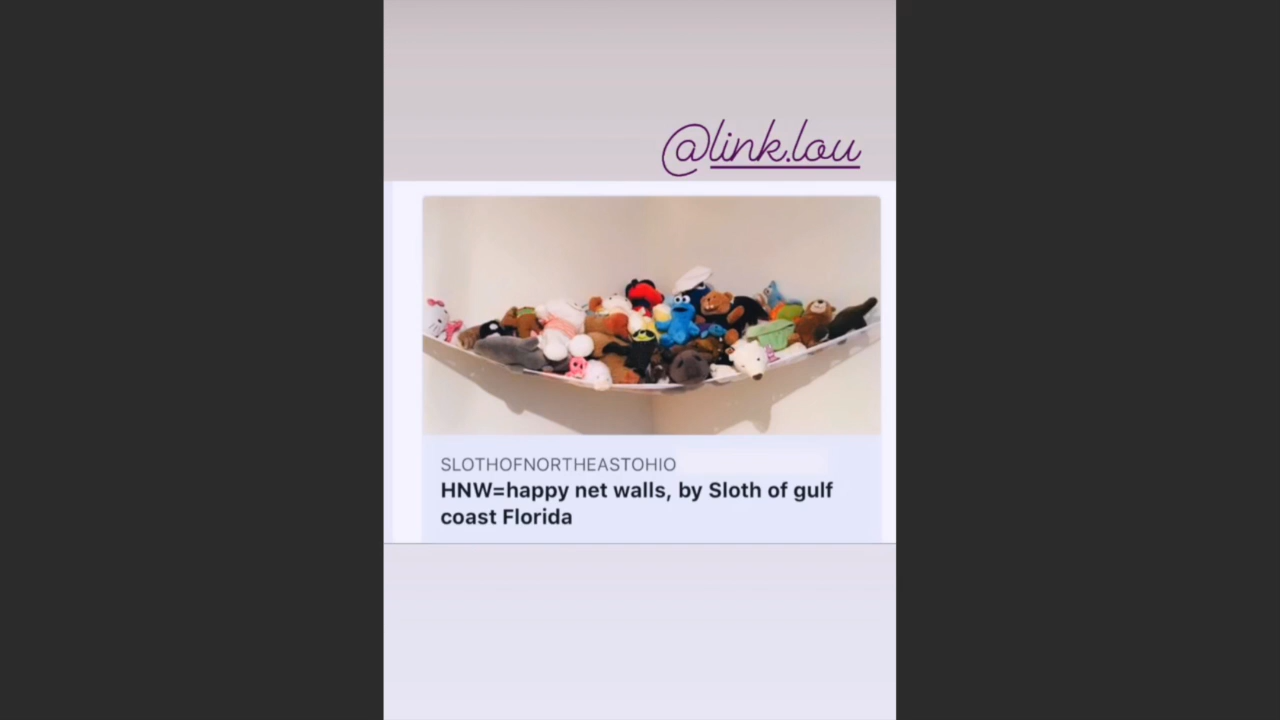 @link.lou
SLOTHOFNORTHEASTOHIO
HNW=happy net walls, by Sloth of gulf
coast Florida